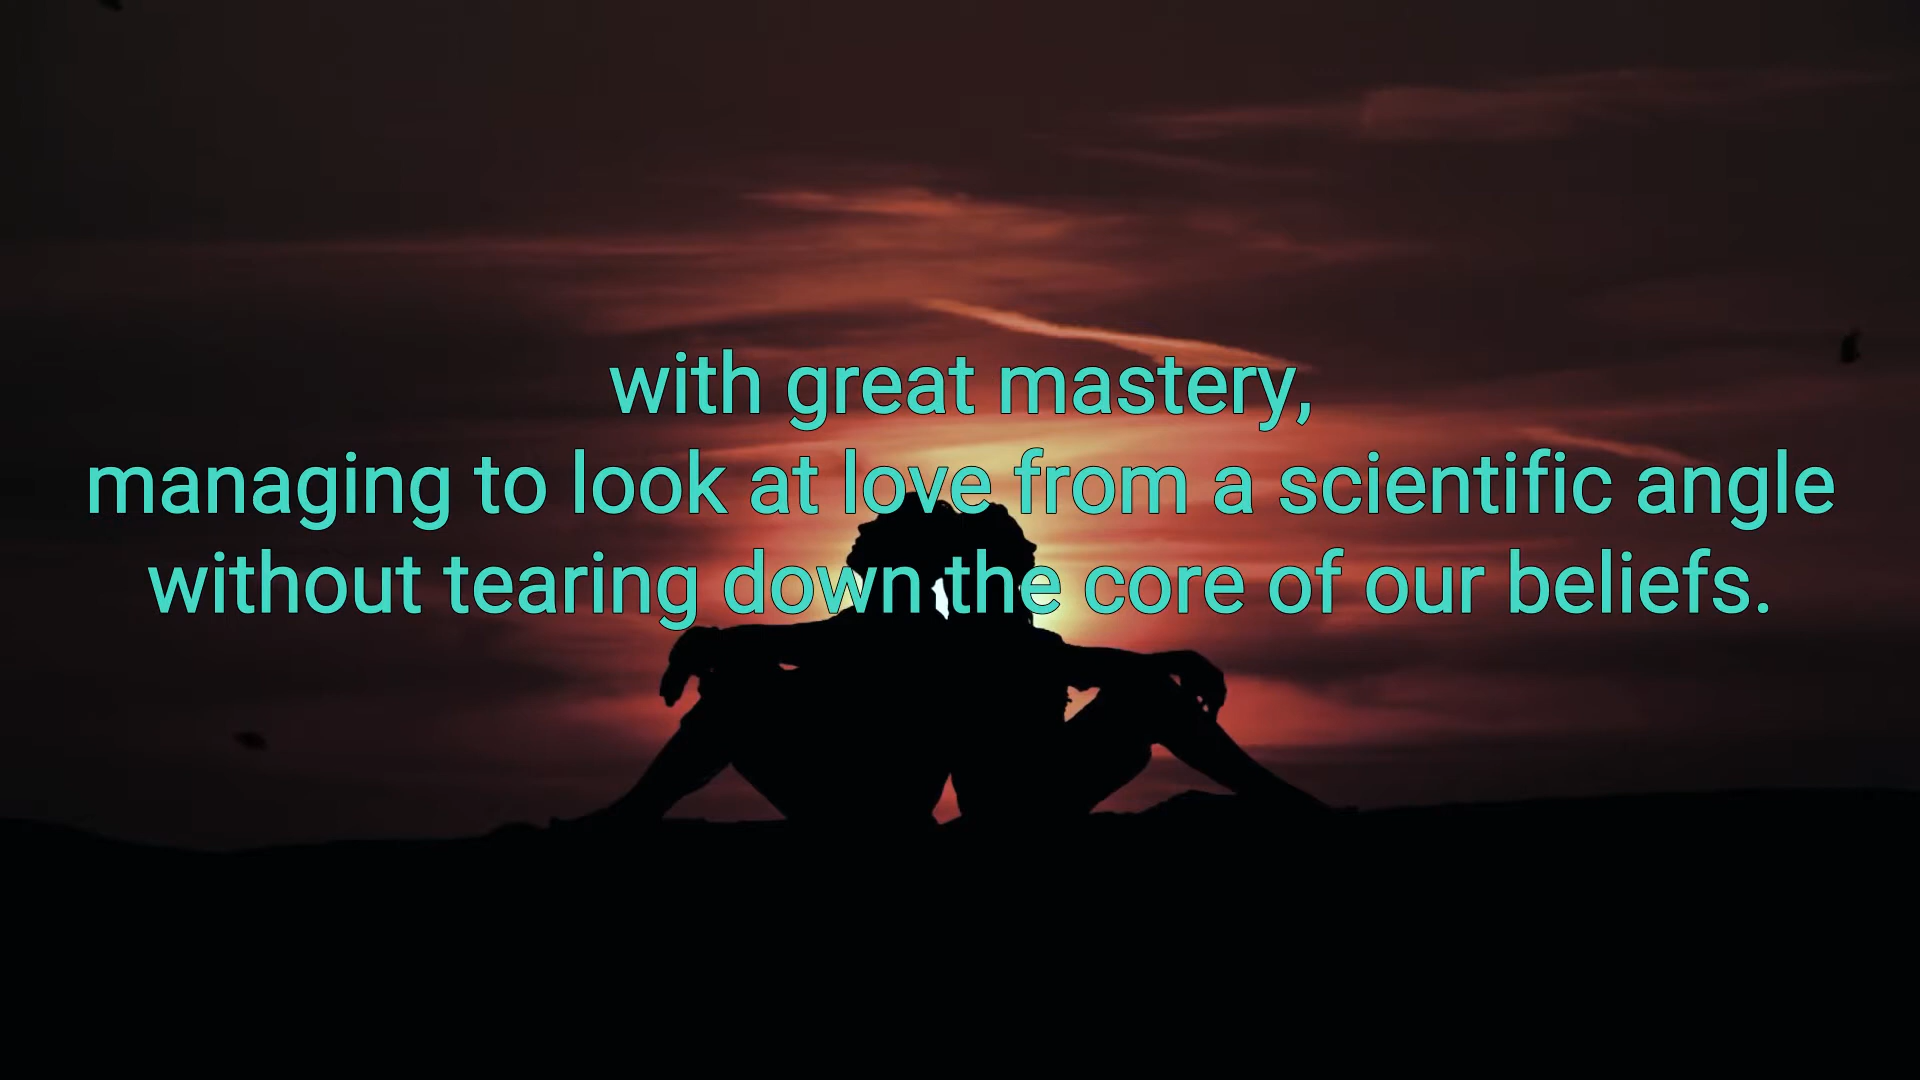 with great mastery,
managing to look at love from a scientific angle
without tearing down the core of our beliefs.